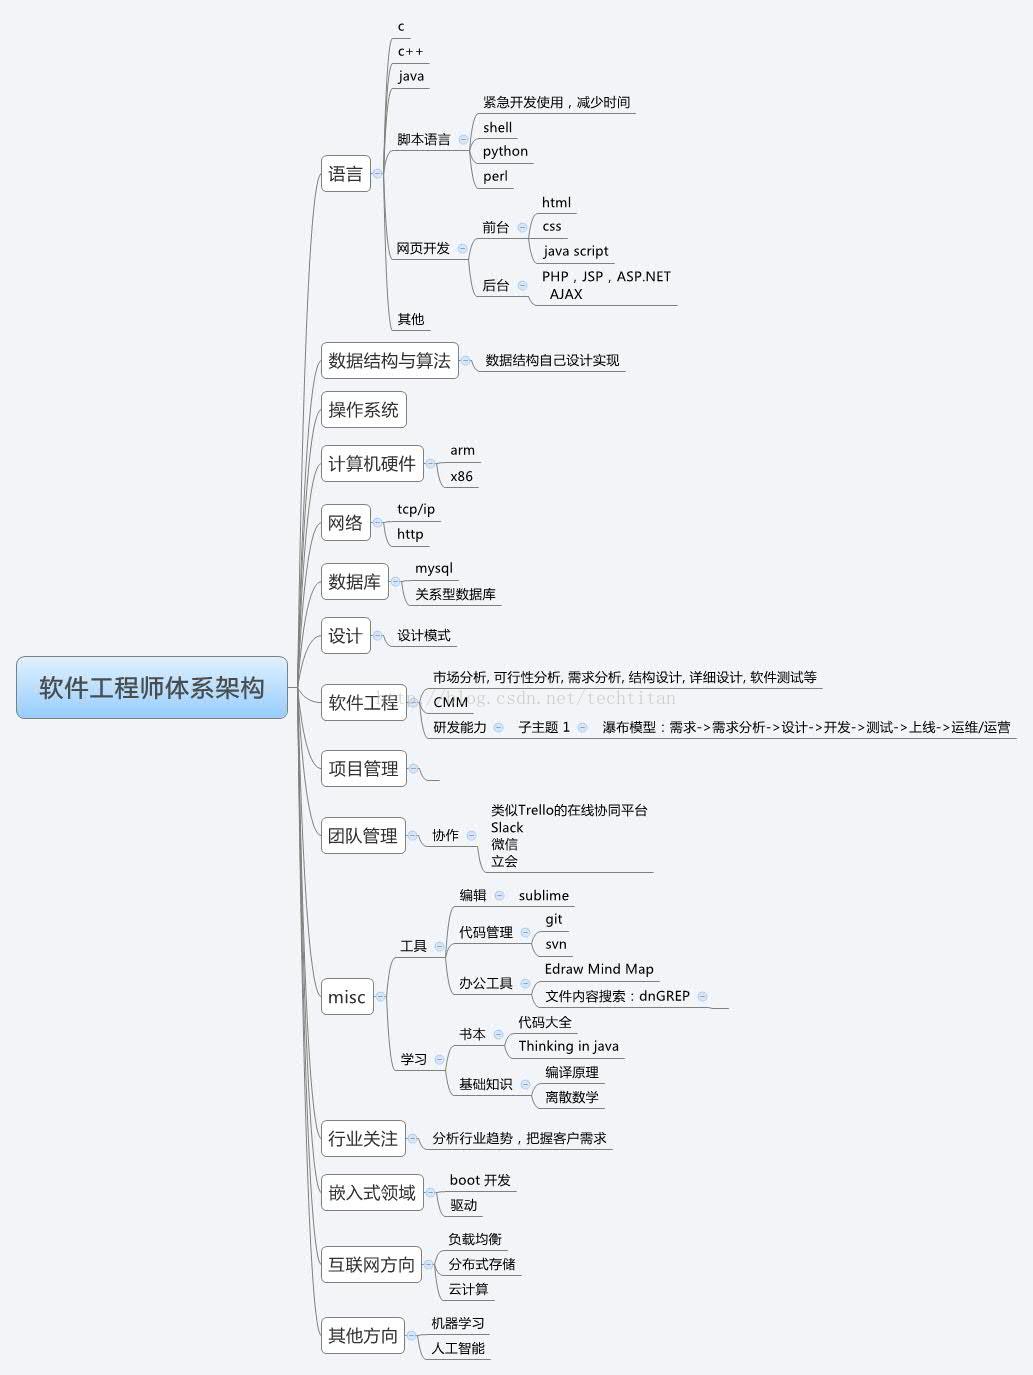 c
c++
java
紧急开发使用，减少时间
脚本语言
shell
python
perl
语言
html
前台
css
网页开发
java script
后台
PHP，JSP，ASP.NET
AJAX
其他
数据结构与算法
数据结构自己设计实现
操作系统
计算机硬件
arm
x86
网络
tcp/ip
http
数据库
mysql
关系型数据库
设计
设计模式
软件工程师体系架构
软件工程
市场分析, 可行性分析, 需求分析, 结构设计, 详细设计, 软件测试等
http://blog.csdn.net/techtitan
CMM
研发能力
子主题 1
瀑布模型：需求->需求分析->设计->开发->测试->上线->运维/运营
项目管理
团队管理
协作
类似Trello的在线协同平台
Slack
微信
立会
misc
工具
编辑
sublime
代码管理
git
svn
办公工具
Edraw Mind Map
文件内容搜索：dnGREP
学习
书本
代码大全
Thinking in java
基础知识
编译原理
离散数学
行业关注
分析行业趋势，把握客户需求
嵌入式领域
boot 开发
驱动
互联网方向
负载均衡
分布式存储
云计算
其他方向
机器学习
人工智能